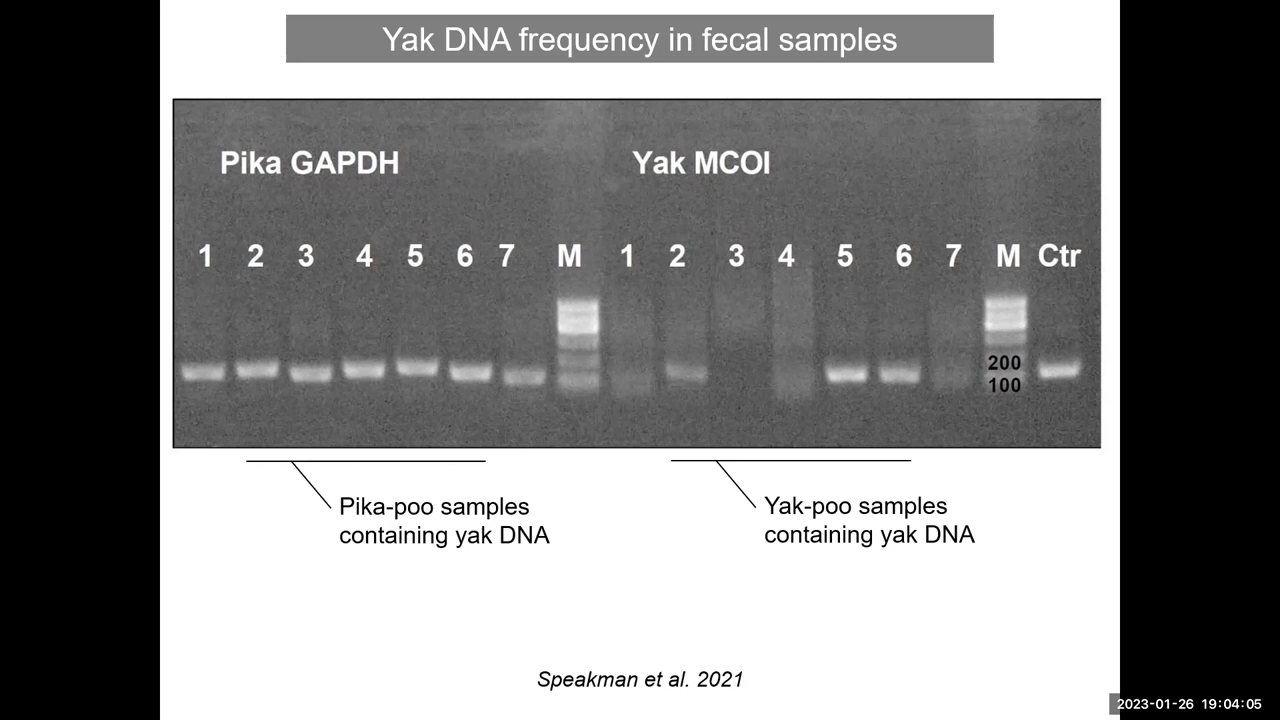 Yak DNA frequency in fecal samples
Pika GAPDH
Yak MCOI
1 2 3 4 5 6 7 M 1 2 3 4 5 6 7 M Ctr
200
100
Pika-poo samples
containing yak DNA
Yak-poo samples
containing yak DNA
Speakman et al. 2021
2023-01-26 19:04:05